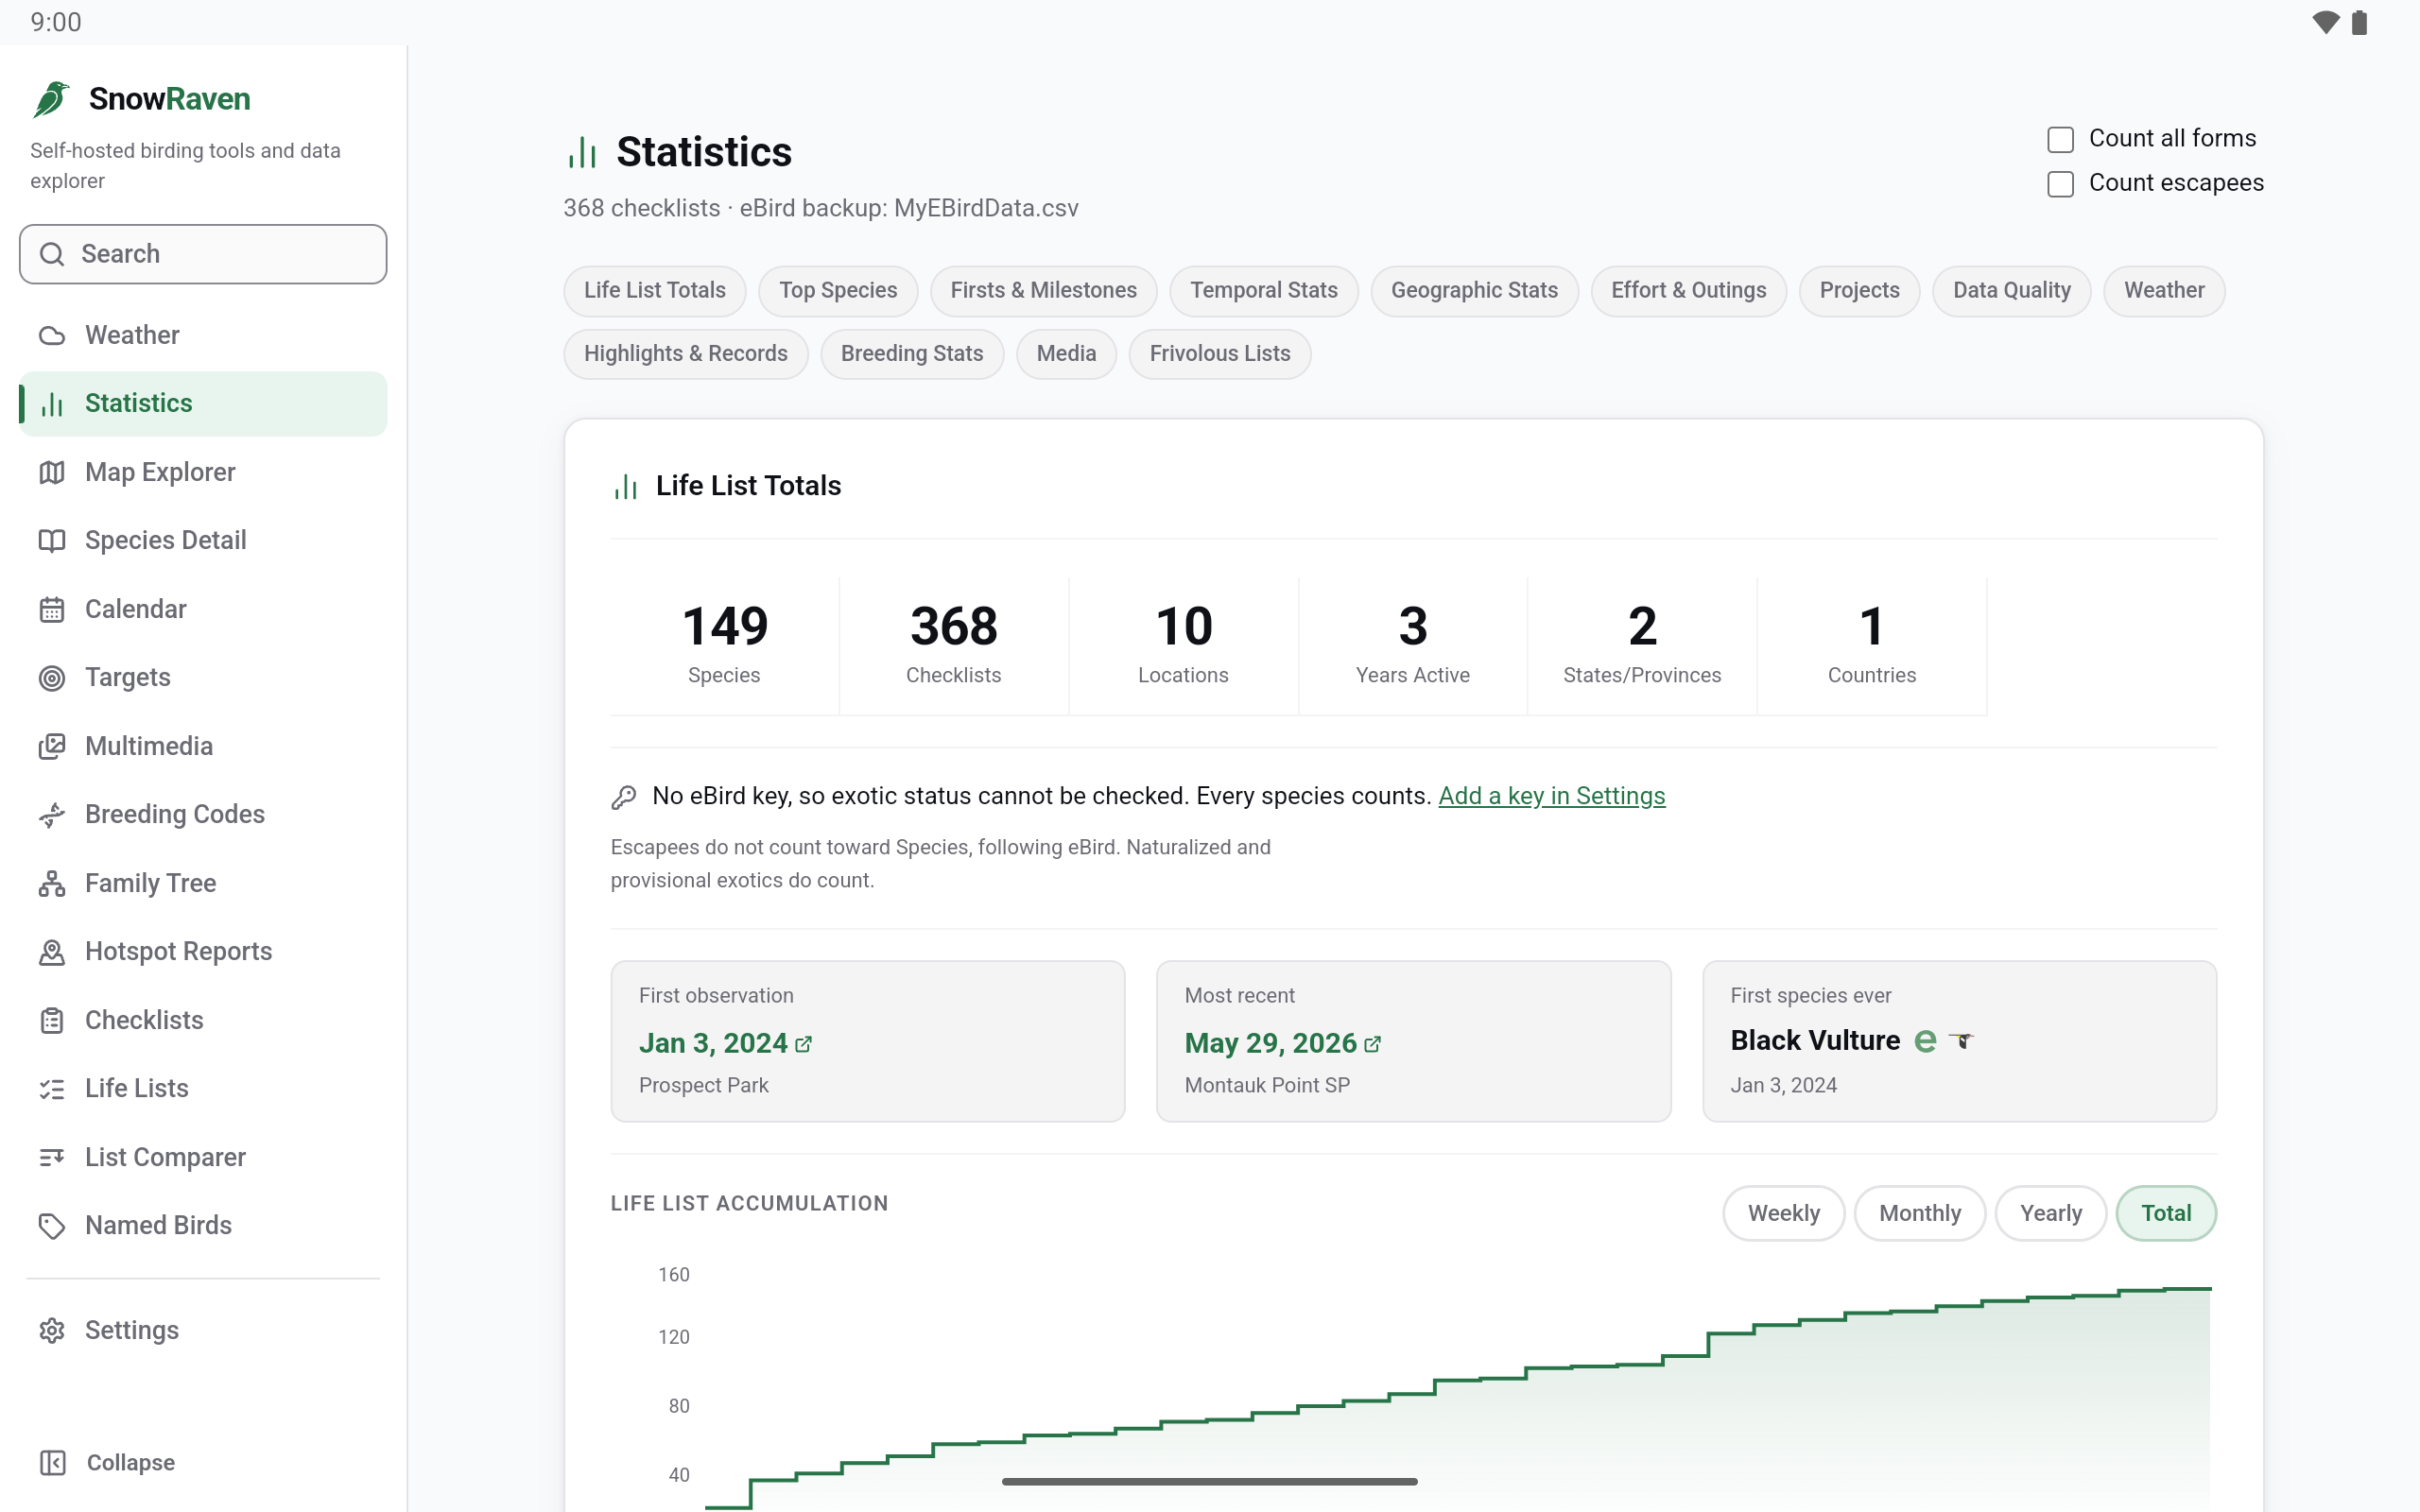 9:00
SnowRaven
Self-hosted birding tools and data
explorer
Search
Weather
Statistics
Map Explorer
Species Detail
Calendar
Targets
Multimedia
Breeding Codes
Family Tree
Hotspot Reports
Checklists
Life Lists
List Comparer
Named Birds
Settings
Collapse
Statistics
368 checklists · eBird backup: MyEBirdData.csv
Count all forms
Count escapees
Life List Totals
Top Species
Firsts & Milestones
Temporal Stats
Geographic Stats
Effort & Outings
Projects
Data Quality
Weather
Highlights & Records
Breeding Stats
Media
Frivolous Lists
Life List Totals
149
Species
368
Checklists
10
Locations
3
Years Active
2
States/Provinces
1
Countries
No eBird key, so exotic status cannot be checked. Every species counts. Add a key in Settings
Escapees do not count toward Species, following eBird. Naturalized and
provisional exotics do count.
First observation
Jan 3, 2024
Prospect Park
Most recent
May 29, 2026
Montauk Point SP
First species ever
Black Vulture e
Jan 3, 2024
LIFE LIST ACCUMULATION
Weekly
Monthly
Yearly
Total
160
120
80
40